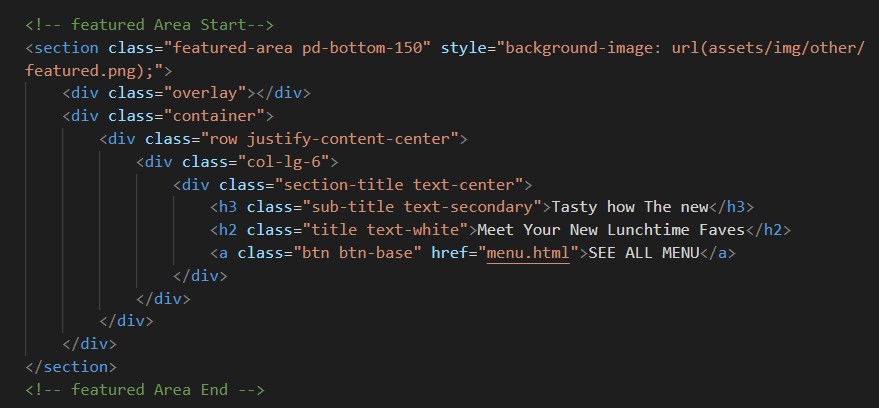 <!-- featured Area Start-->
<section class="featured-area pd-bottom-150" style="background-image: url(assets/img/other/
featured.png);">
<div class="overlay"></div>
<div class="container">
<div class="row justify-content-center">
<div class="col-lg-6">
<div class="section-title text-center">
<h3 class="sub-title text-secondary">Tasty how The new</h3>
<h2 class="title text-white">Meet Your New Lunchtime Faves</h2>
<a class="btn btn-base" href="menu.html">SEE ALL MENU</a>
</div>
</div>
</div>
</div>
</section>
<!-- featured Area End -->